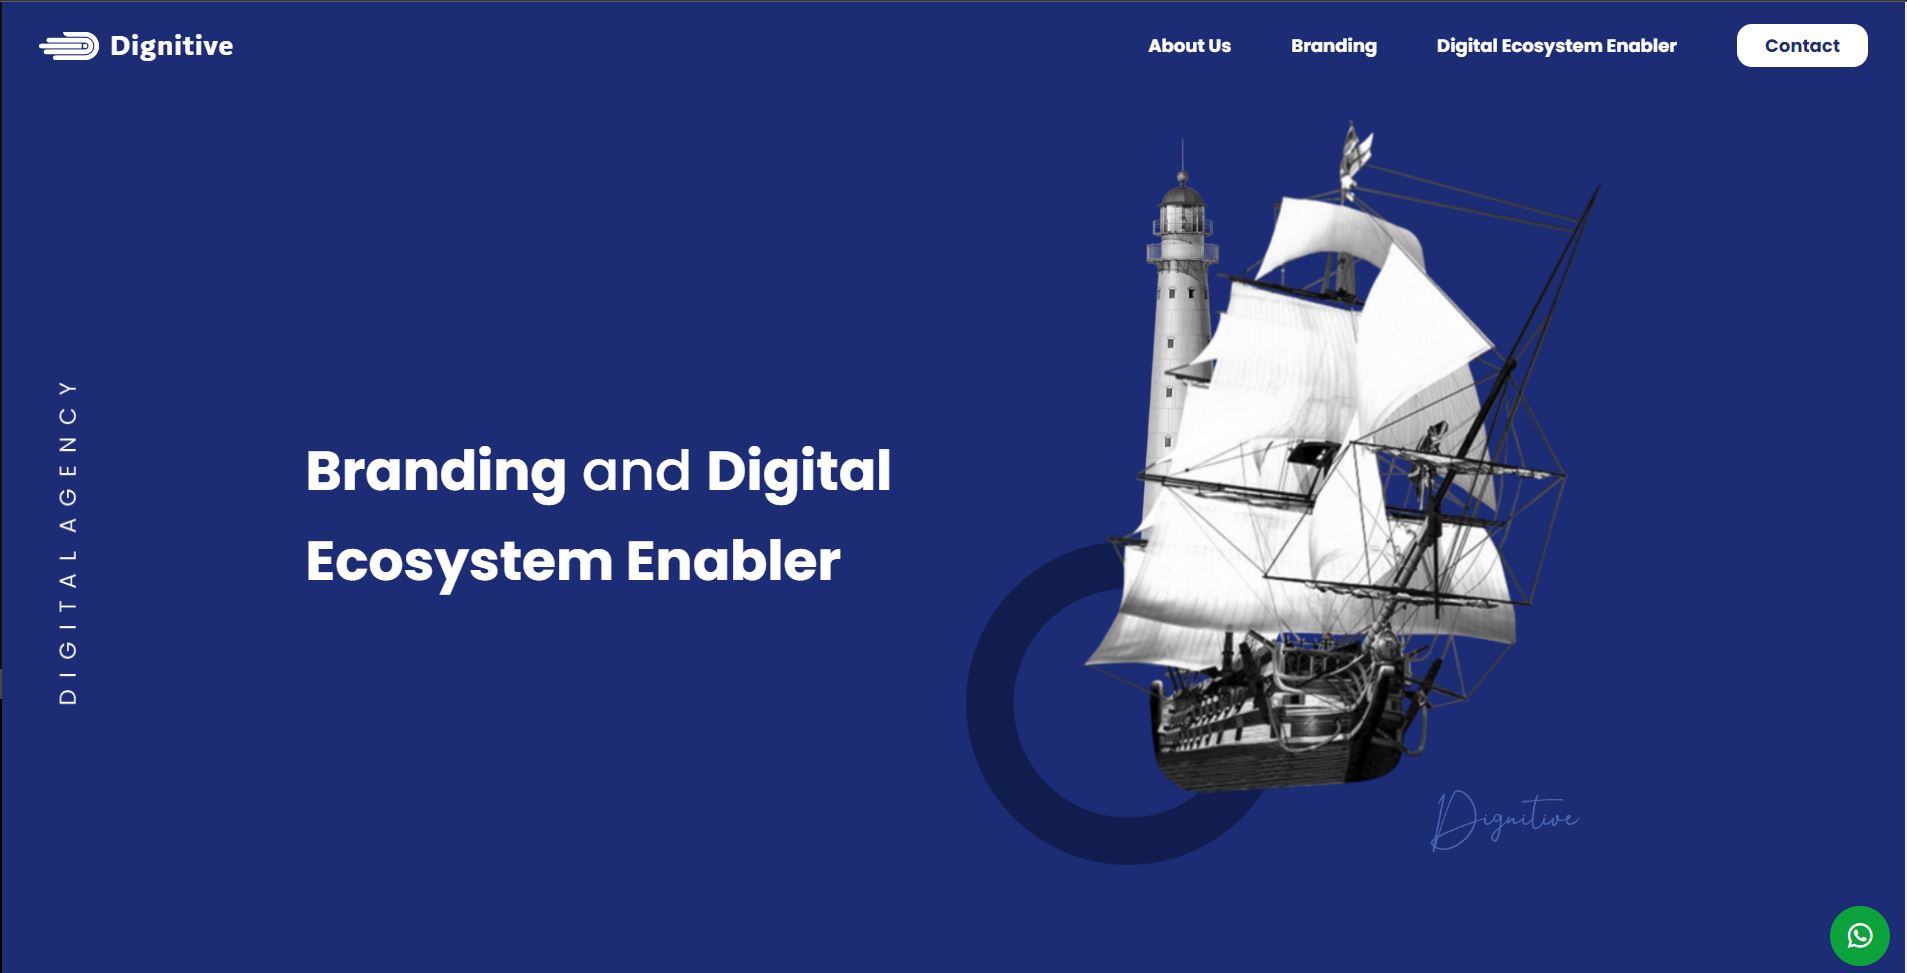 Dignitive
About Us
Branding
Digital Ecosystem Enabler
Contact
DIGITAL AGENCY
Branding and Digital
Ecosystem Enabler
Dignitive